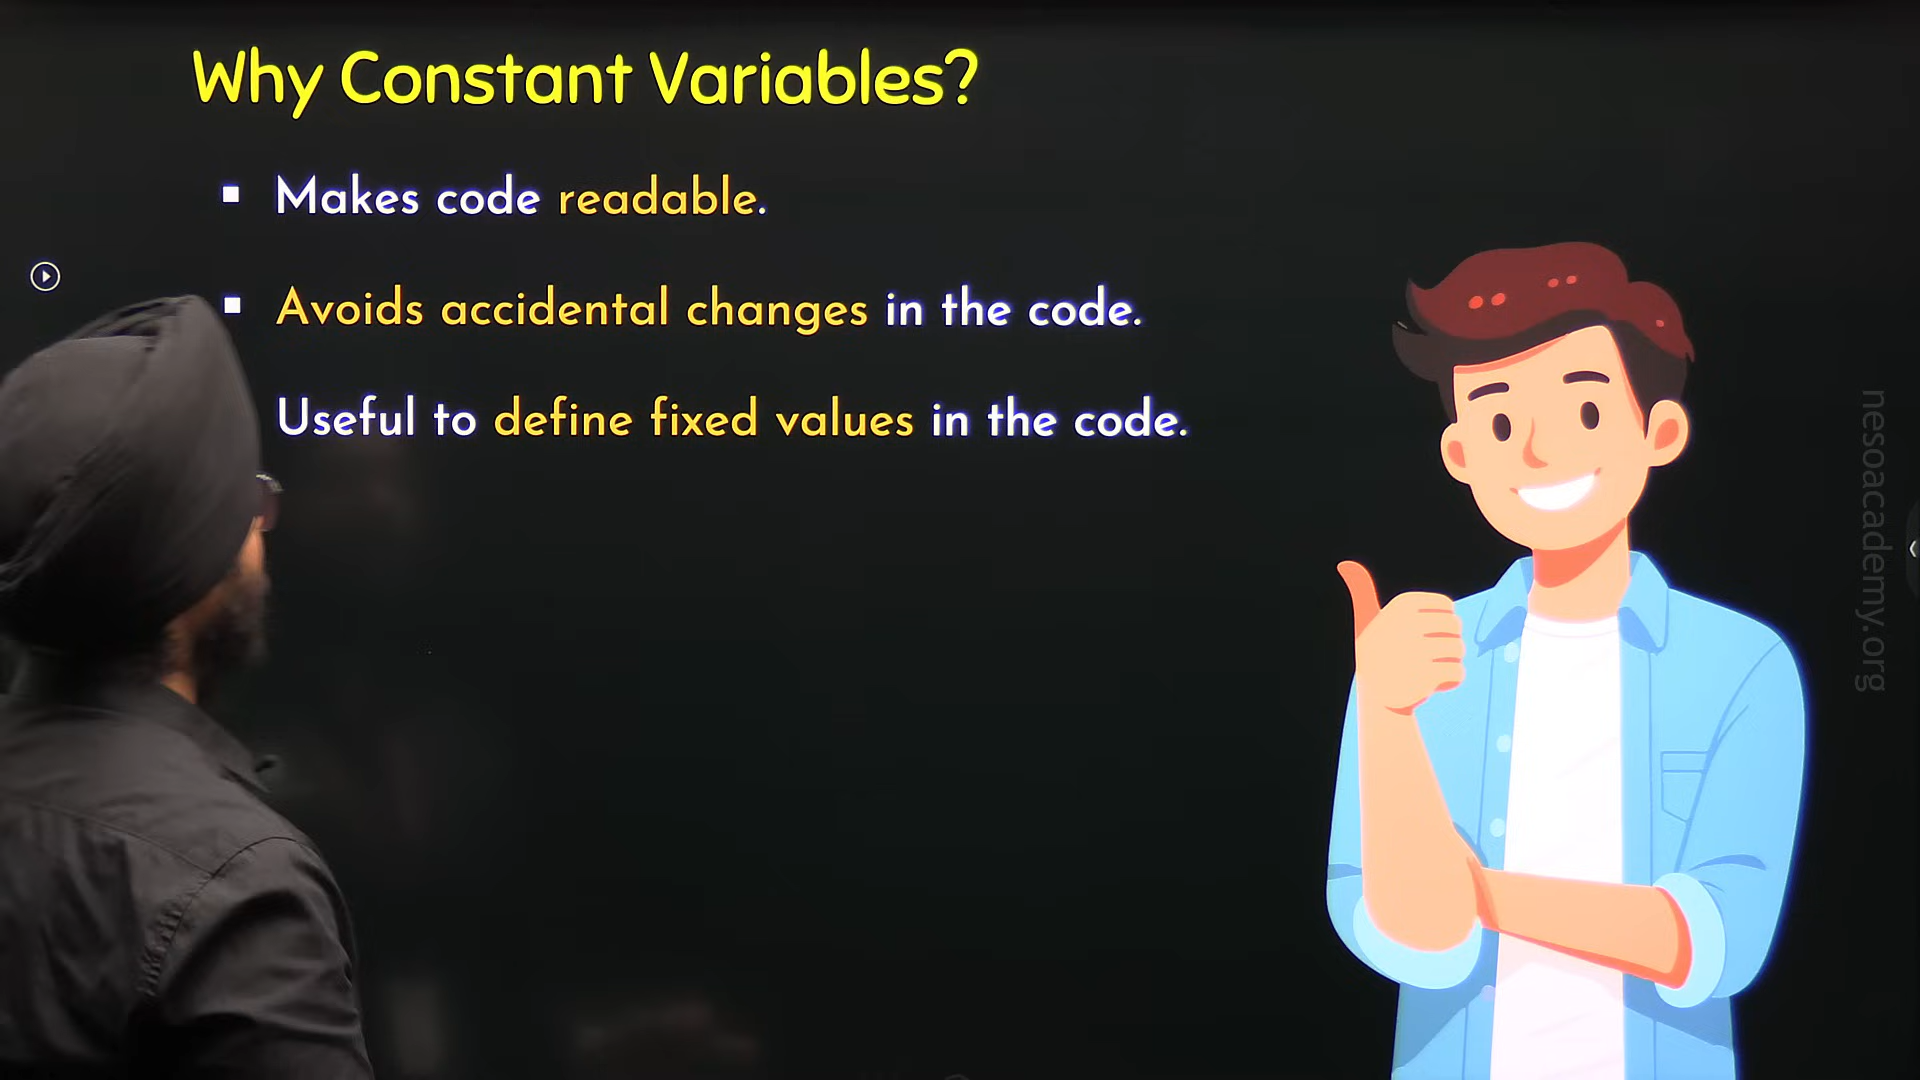 Why Constant Variables?
▪ Makes code readable.
▪ Avoids accidental changes in the code.
Useful to define fixed values in the code.
nesoacademy.org